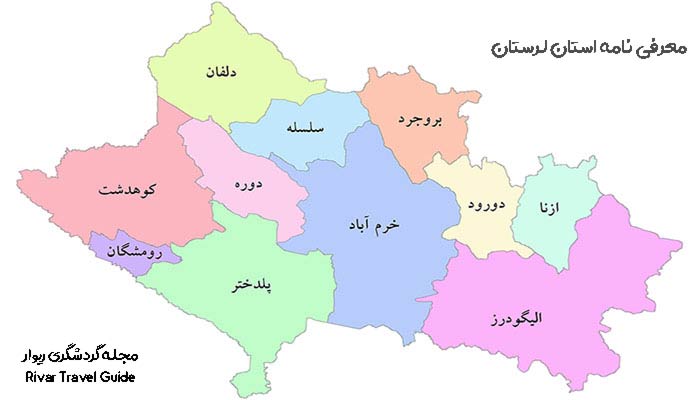 معرفی نامه استان لرستان
دلفان
بروجرد
سلسله
ازنا
دورود
دوره
کوهدشت
خرم آباد
رومشگان
پلدختر
الیگودرز
مجله گردشگری ریوار
Rivar Travel Guide